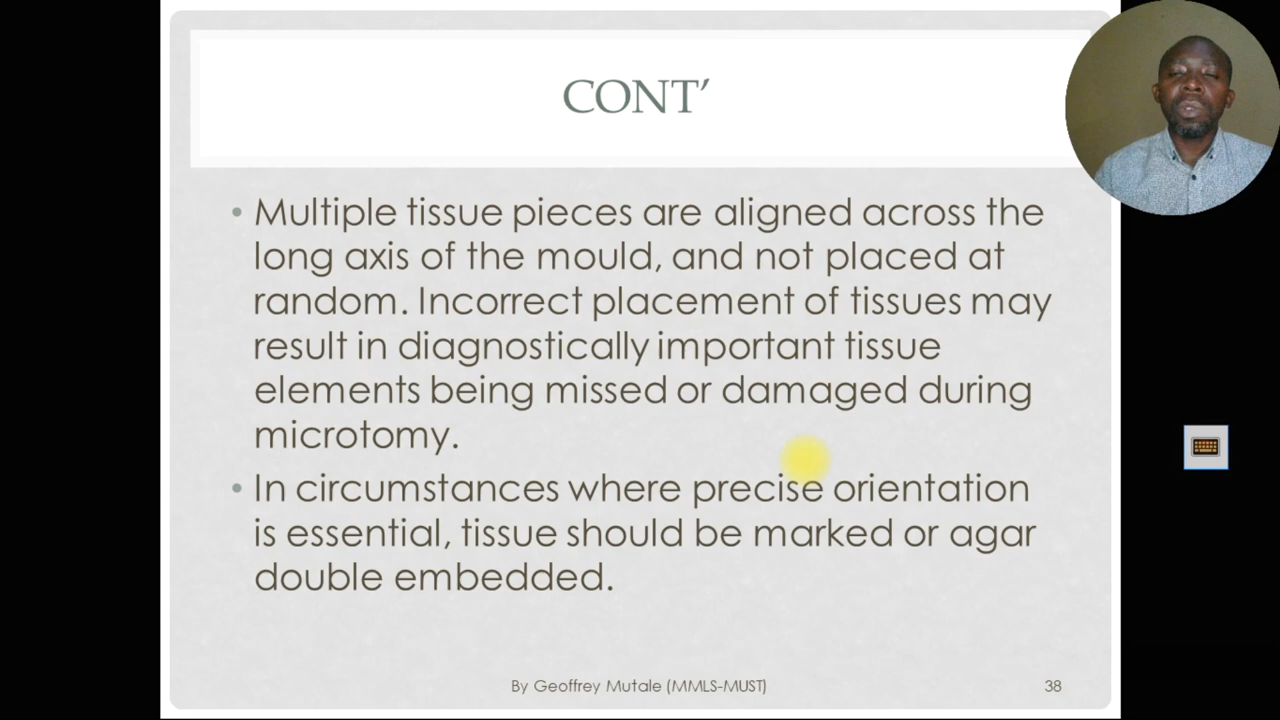 CONT’
• Multiple tissue pieces are aligned across the
long axis of the mould, and not placed at
random. Incorrect placement of tissues may
result in diagnostically important tissue
elements being missed or damaged during
microtomy.
• In circumstances where precise orientation
is essential, tissue should be marked or agar
double embedded.
By Geoffrey Mutale (MMLS-MUST)
38